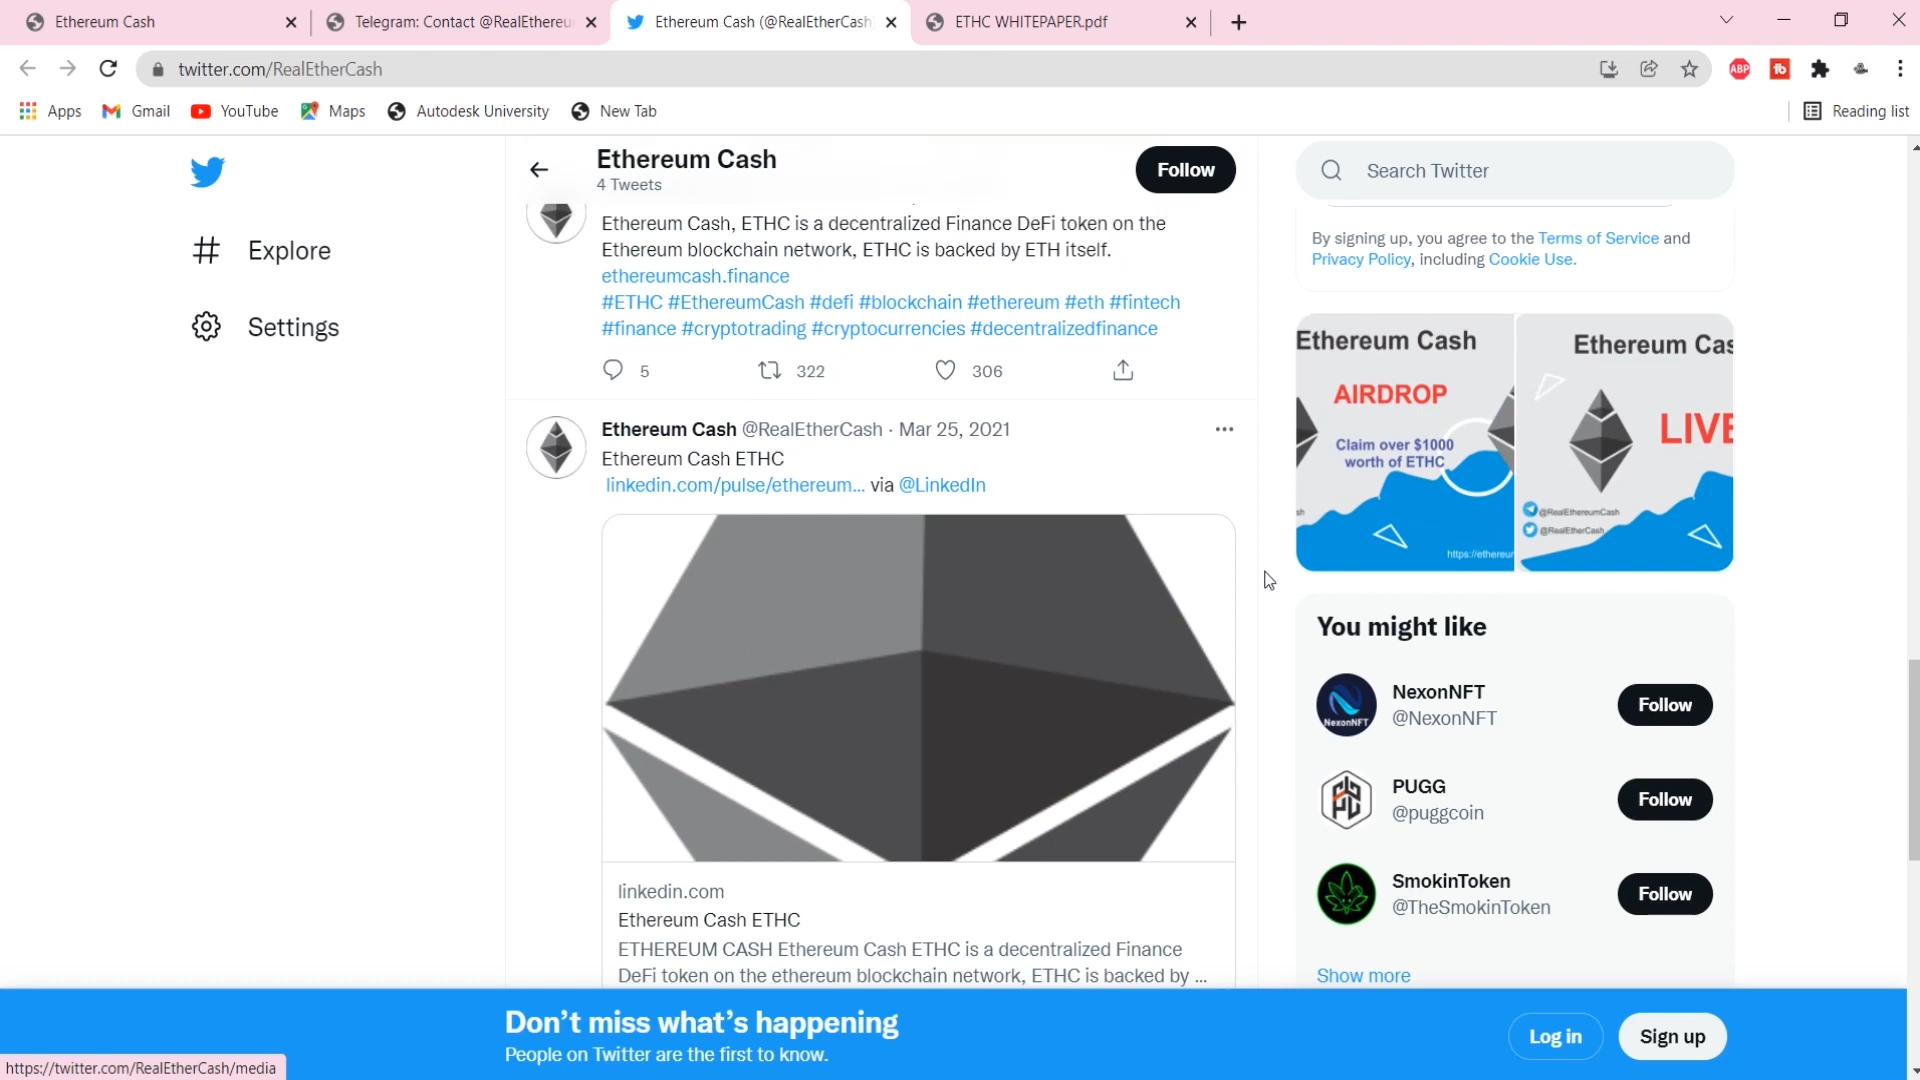 Ethereum Cash
Telegram: Contact @RealEthereu
Ethereum Cash (@RealEtherCash
ETHC WHITEPAPER.pdf
twitter.com/RealEtherCash
ABP
Apps
Gmail
YouTube
Maps
Autodesk University
New Tab
Reading list
Explore
Settings
Ethereum Cash
4 Tweets
Follow
Ethereum Cash, ETHC is a decentralized Finance DeFi token on the
Ethereum blockchain network, ETHC is backed by ETH itself.
ethereumcash.finance
#ETHC #EthereumCash #defi #blockchain #ethereum #eth #fintech
#finance #cryptotrading #cryptocurrencies #decentralizedfinance
5
322
306
Ethereum Cash @RealEtherCash · Mar 25, 2021
Ethereum Cash ETHC
linkedin.com/pulse/ethereum... via @LinkedIn
linkedin.com
Ethereum Cash ETHC
ETHEREUM CASH Ethereum Cash ETHC is a decentralized Finance
DeFi token on the ethereum blockchain network, ETHC is backed by ...
Search Twitter
By signing up, you agree to the Terms of Service and
Privacy Policy, including Cookie Use.
Ethereum Cash
AIRDROP
Claim over $1000
worth of ETHC
sh
https://ethereu
Ethereum Cas
LIVE
@RealEthereumCash
@RealEtherCash
You might like
NexonNFT
NexonNFT
@NexonNFT
Follow
PUGG
@puggcoin
Follow
SmokinToken
@TheSmokinToken
Follow
Show more
Don't miss what's happening
People on Twitter are the first to know.
Log in
Sign up
https://twitter.com/RealEtherCash/media